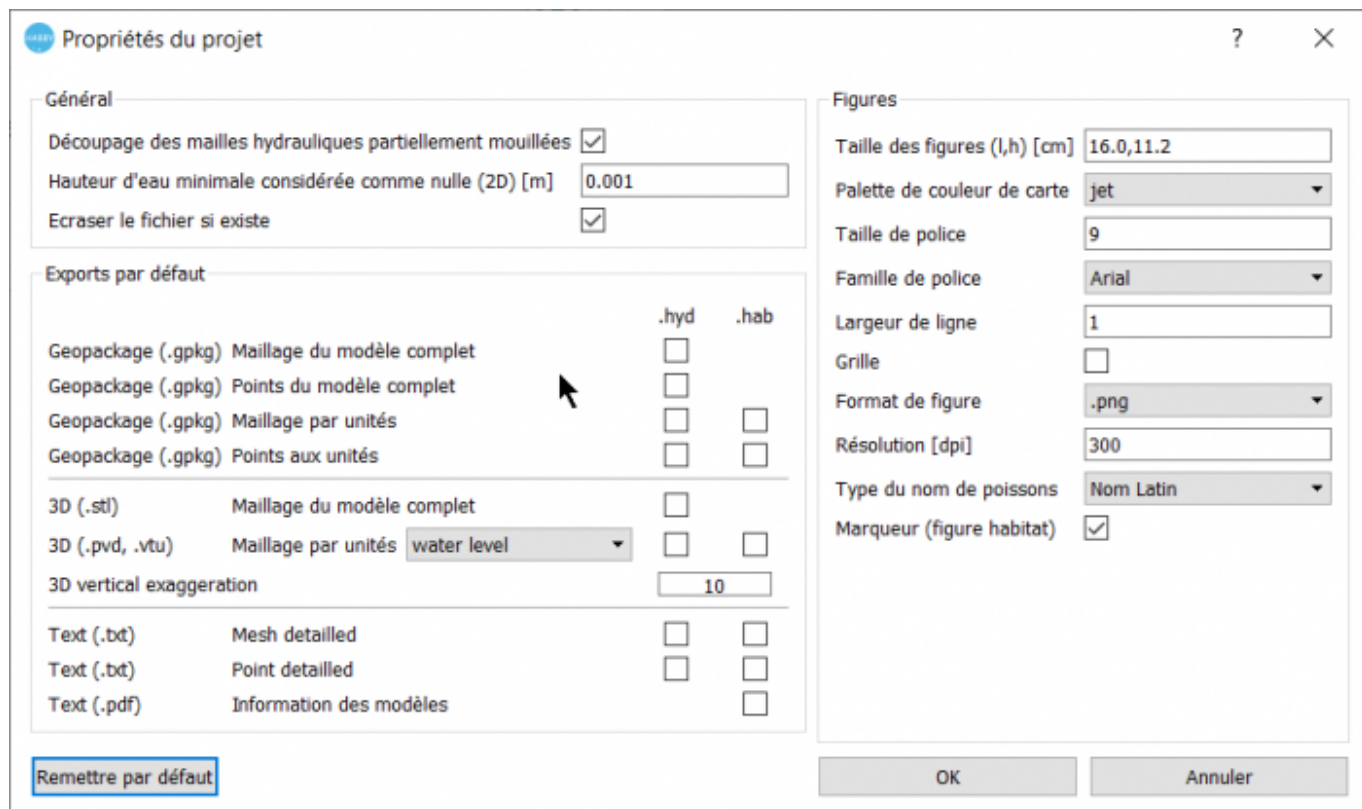 HABBY
Propriétés du projet ?
Général
Découpage des mailles hydrauliques partiellement mouillées
Hauteur d'eau minimale considérée comme nulle (2D) [m] 0.001
Ecraser le fichier si existe
Exports par défaut
.hyd .hab
Geopackage (.gpkg) Maillage du modèle complet
Geopackage (.gpkg) Points du modèle complet
Geopackage (.gpkg) Maillage par unités
Geopackage (.gpkg) Points aux unités
3D (.stl) Maillage du modèle complet
3D (.pvd, .vtu) Maillage par unités water level
3D vertical exaggeration 10
Text (.txt) Mesh detailled
Text (.txt) Point detailled
Text (.pdf) Information des modèles
Remettre par défaut
Figures
Taille des figures (l,h) [cm] 16.0,11.2
Palette de couleur de carte jet
Taille de police 9
Famille de police Arial
Largeur de ligne 1
Grille
Format de figure .png
Résolution [dpi] 300
Type du nom de poissons Nom Latin
Marqueur (figure habitat)
OK Annuler